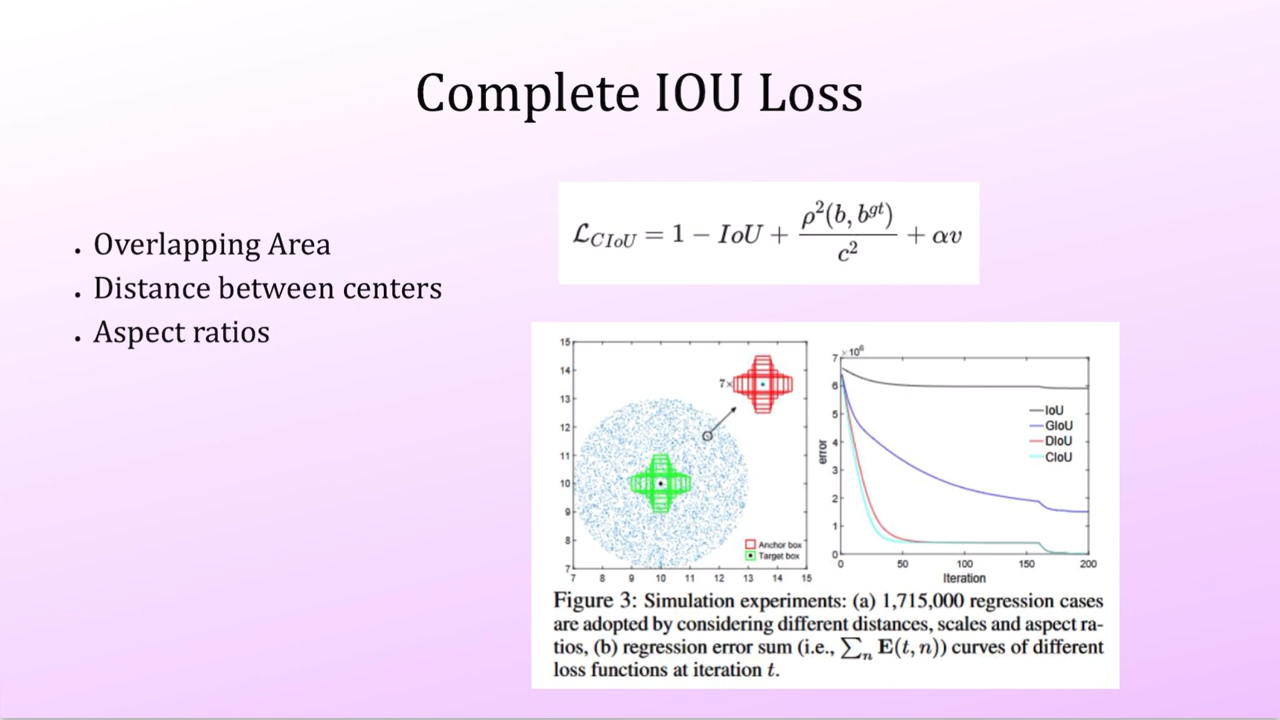 Complete IOU Loss
. Overlapping Area
. Distance between centers
. Aspect ratios
ℒ_CIoU = 1 − IoU + ρ²(b, b^gt) / c² + αv
15
14
13
12
11
10
9
8
7
7 8 9 10 11 12 13 14 15
7×
Anchor box
Target box
×10⁶
7
6
5
4
3
2
1
0
error
0 50 100 150 200
Iteration
IoU
GIoU
DIoU
CIoU
Figure 3: Simulation experiments: (a) 1,715,000 regression cases
are adopted by considering different distances, scales and aspect ra-
tios, (b) regression error sum (i.e., ∑_n E(t, n)) curves of different
loss functions at iteration t.